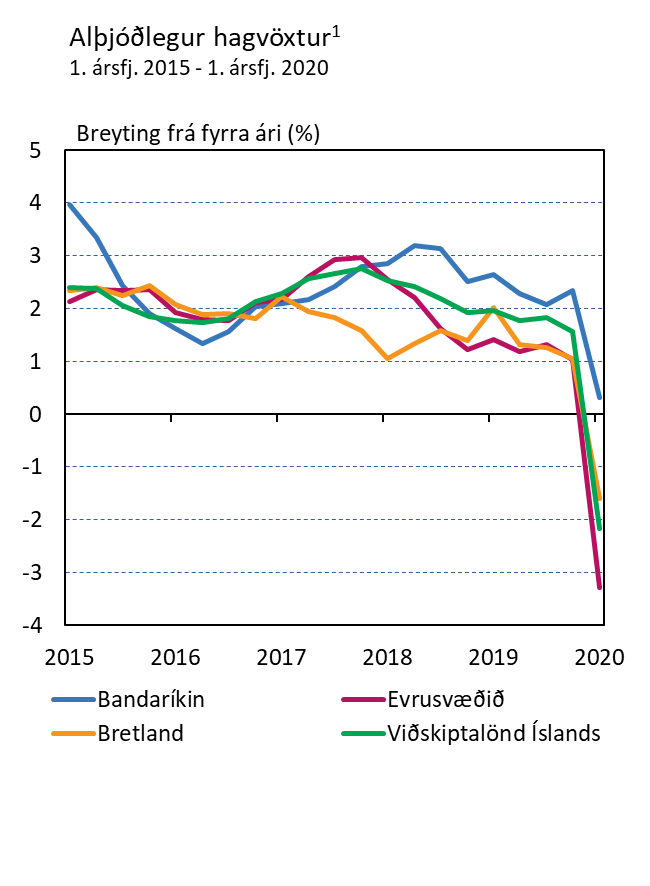 Alþjóðlegur hagvöxtur¹
1. ársfj. 2015 - 1. ársfj. 2020
Breyting frá fyrra ári (%)
5
4
3
2
1
0
-1
-2
-3
-4
2015 2016 2017 2018 2019 2020
Bandaríkin Evrusvæðið
Bretland Viðskiptalönd Íslands